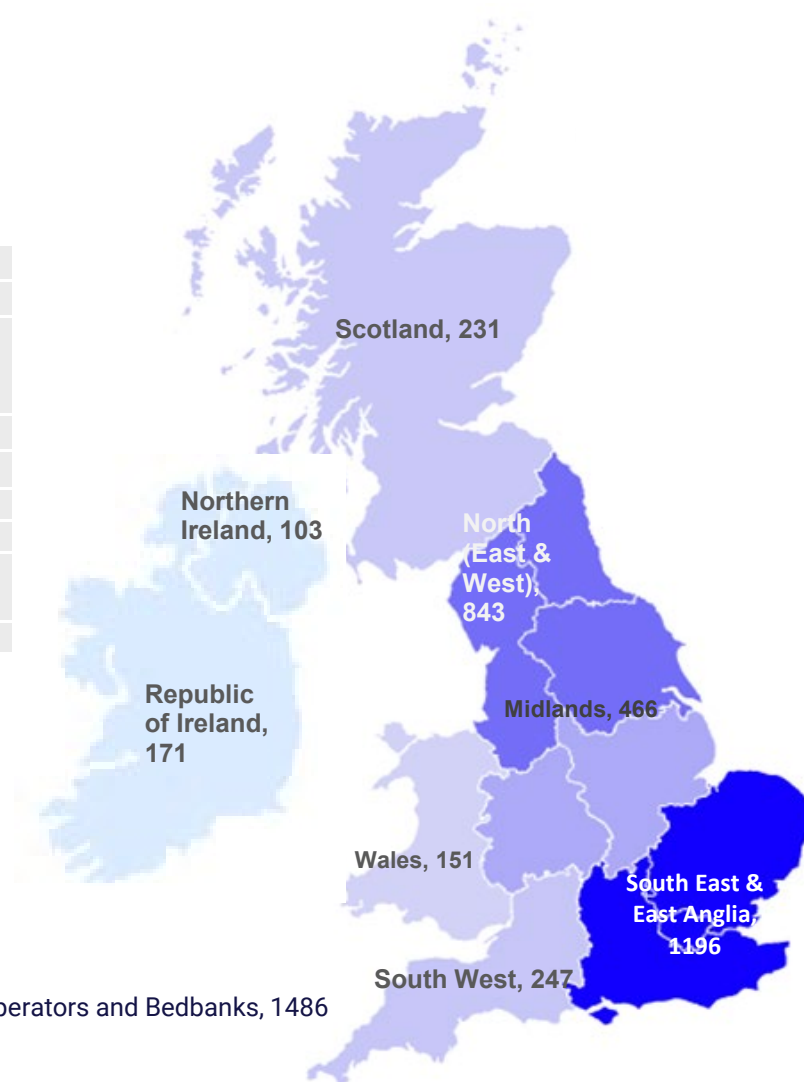 Scotland, 231
Northern
Ireland, 103
North
(East &
West),
843
Republic
of Ireland,
171
Midlands, 466
Wales, 151
South East &
East Anglia,
1196
South West, 247
perators and Bedbanks, 1486